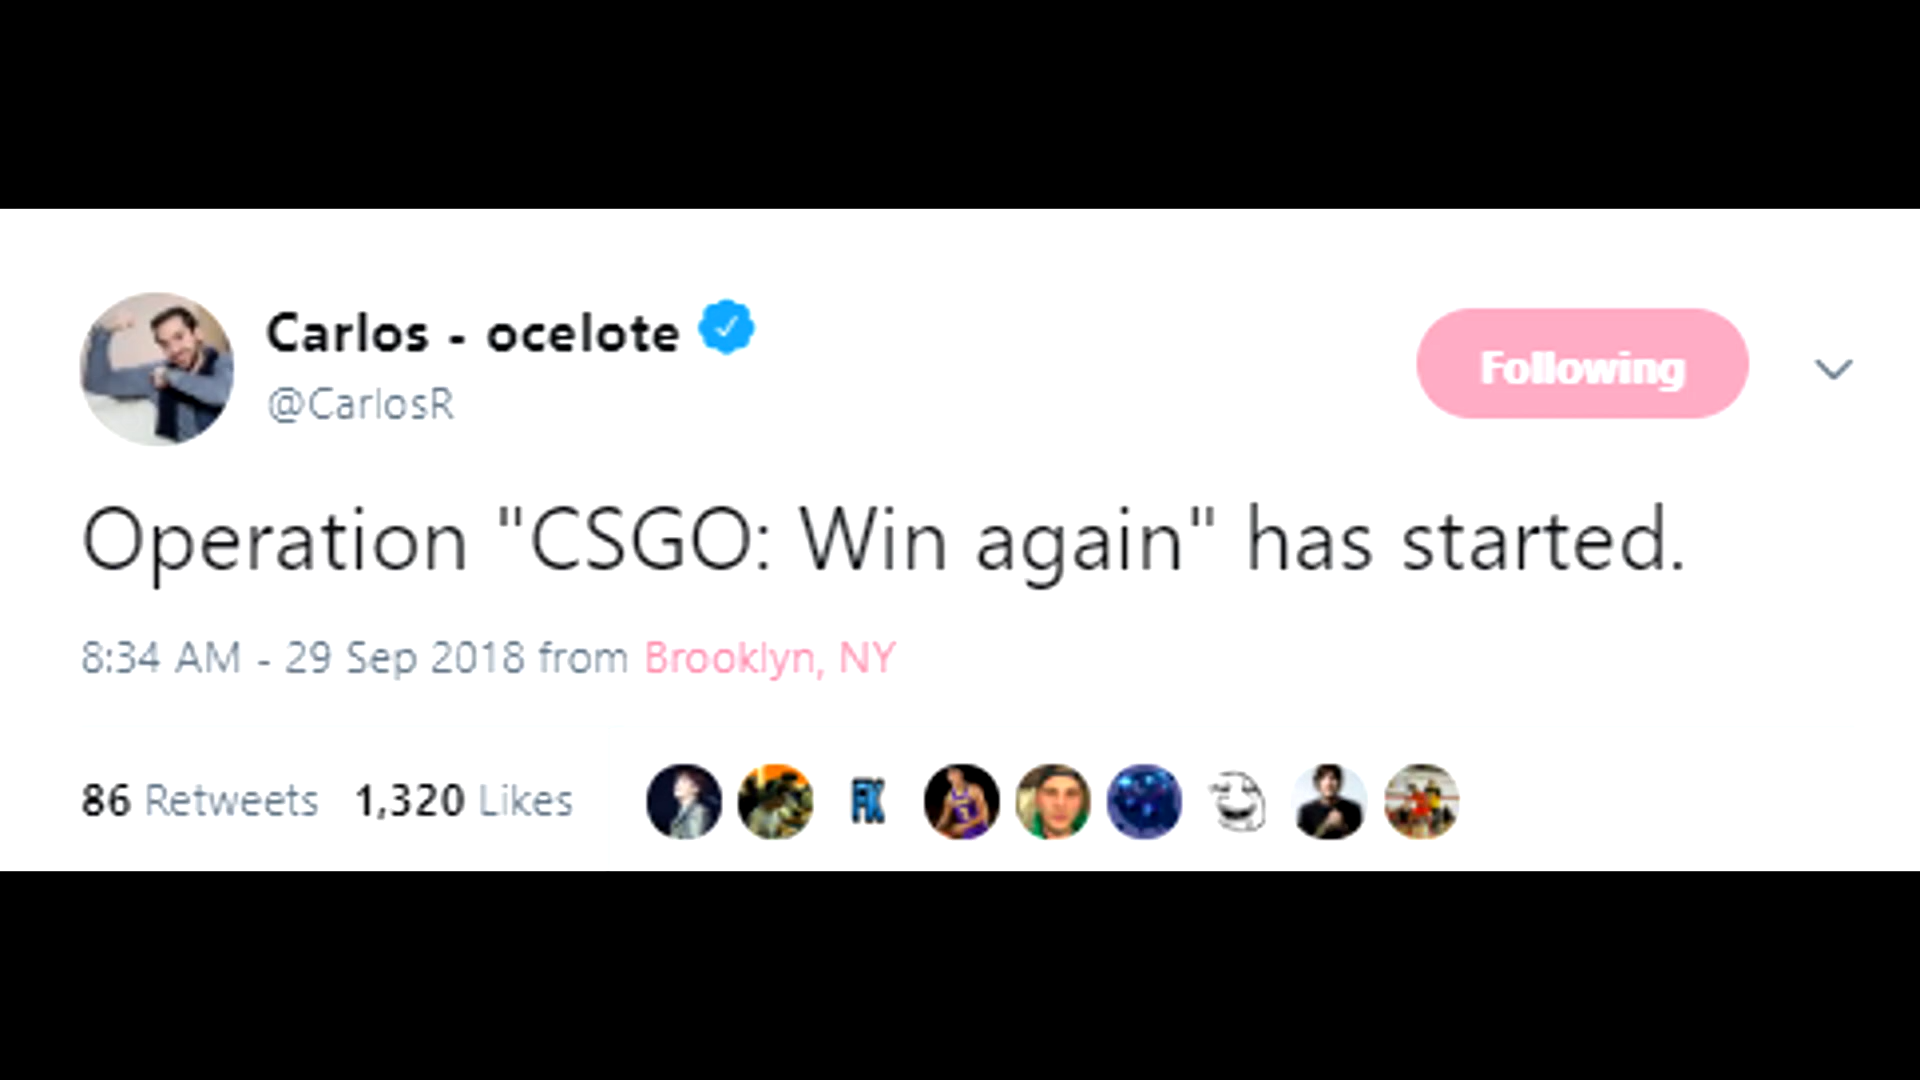 Carlos - ocelote
@CarlosR
Following
Operation "CSGO: Win again" has started.
8:34 AM - 29 Sep 2018 from Brooklyn, NY
86 Retweets 1,320 Likes
FK